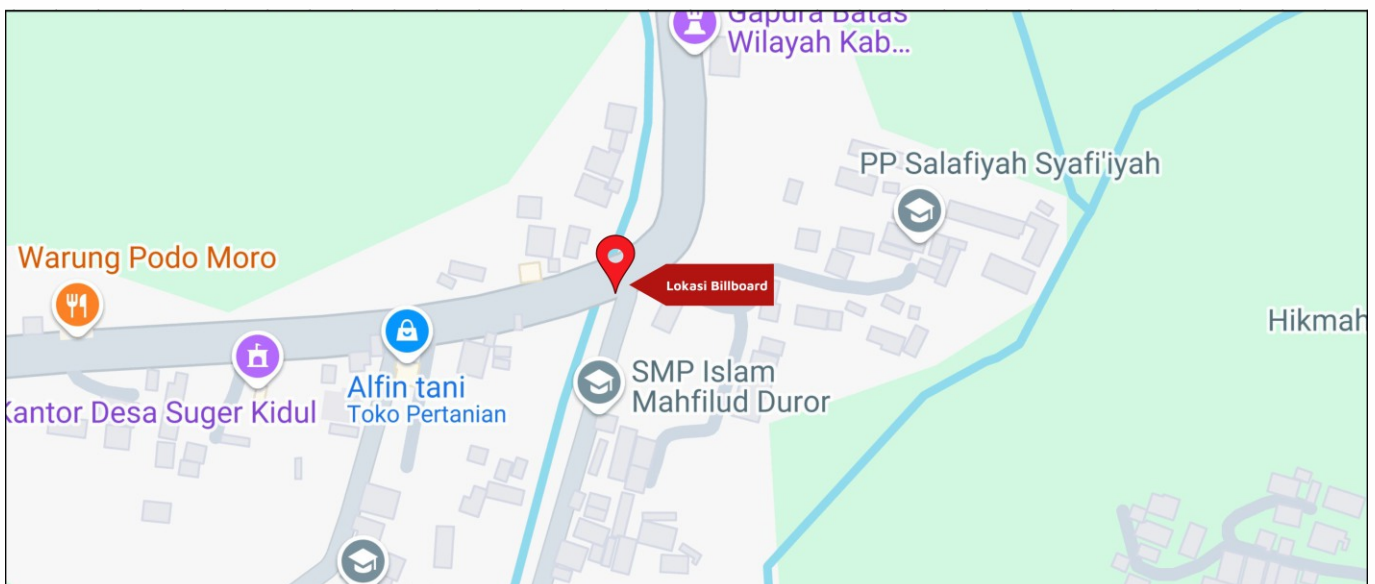 Gapura Batas
Wilayah Kab...
PP Salafiyah Syafi'iyah
Warung Podo Moro
Lokasi Billboard
Hikmah
SMP Islam
Mahfilud Duror
Alfin tani
Toko Pertanian
Kantor Desa Suger Kidul